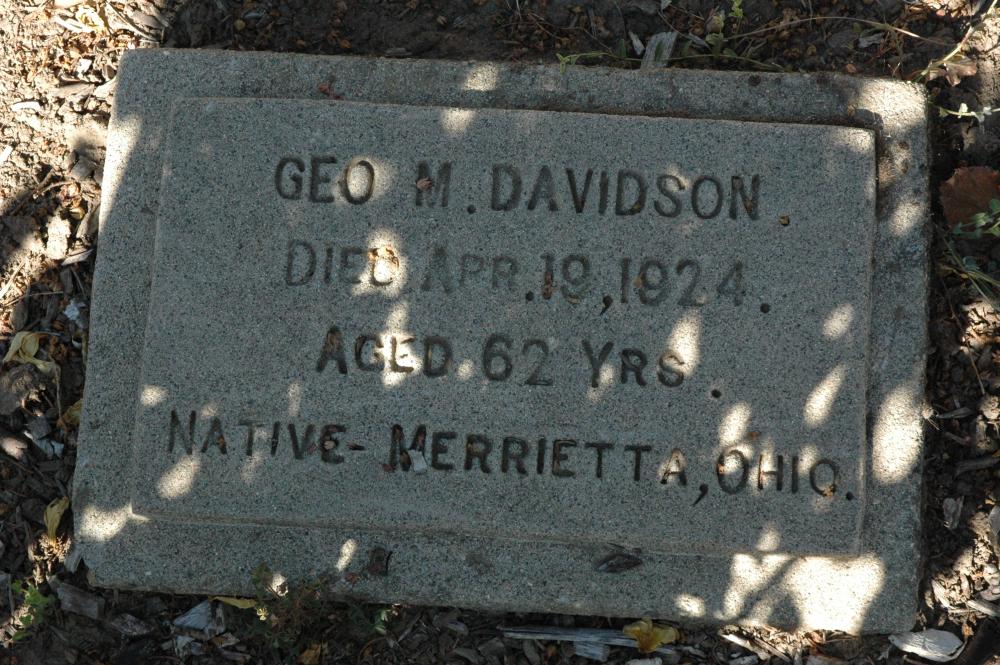 GEO M. DAVIDSON.
DIED APR. 19, 1924.
AGED 62 YRS.
NATIVE - MERRIETTA, OHIO.